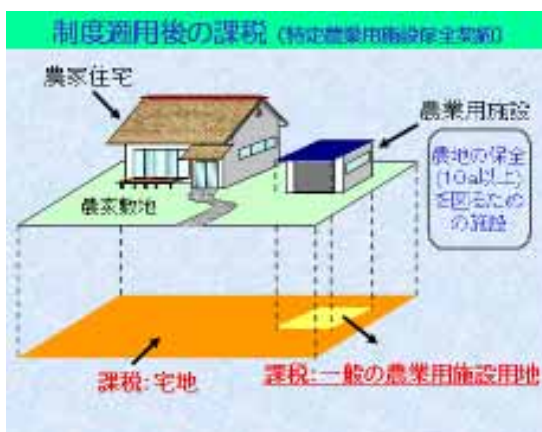 制度適用後の課税 (特定農業用施設保全契約)
農家住宅
農業用施設
農地の保全
(10a以上)
を図るため
の施設
農家敷地
課税:宅地
課税:一般の農業用施設用地